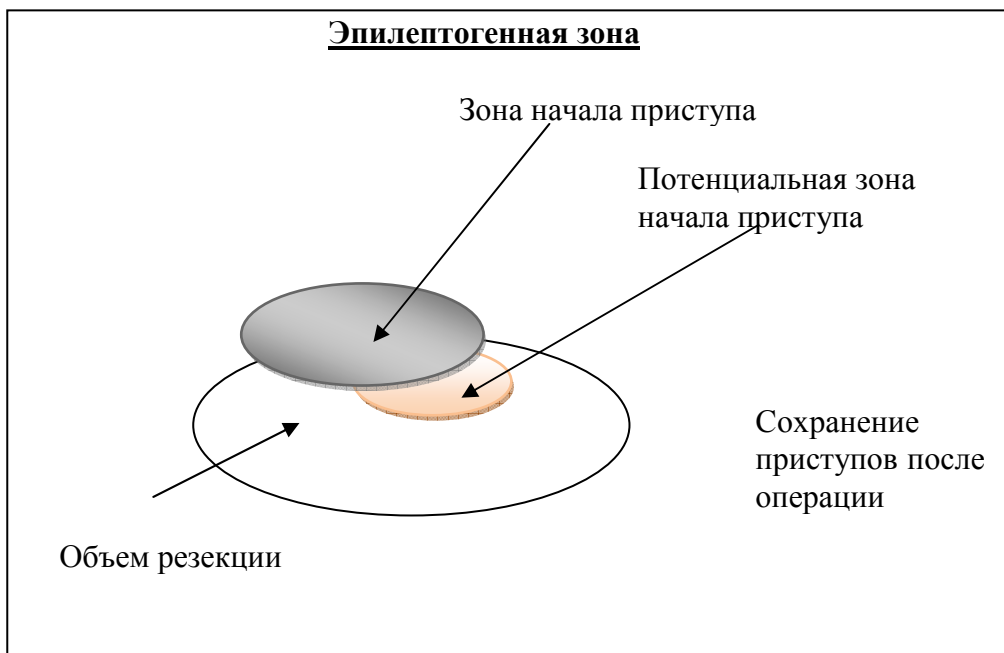 Эпилептогенная зона
Зона начала приступа
Потенциальная зона
начала приступа
Сохранение
приступов после
операции
Объем резекции